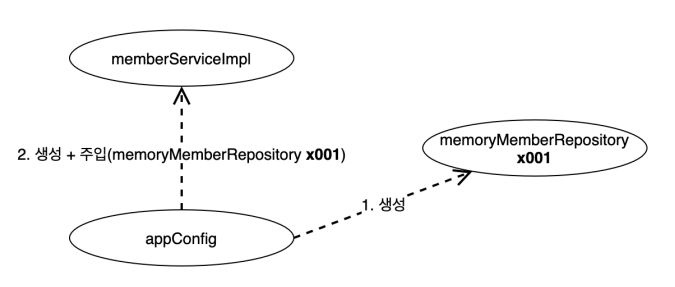 memberServiceImpl
memoryMemberRepository
x001
2. 생성 + 주입(memoryMemberRepository x001)
1. 생성
appConfig